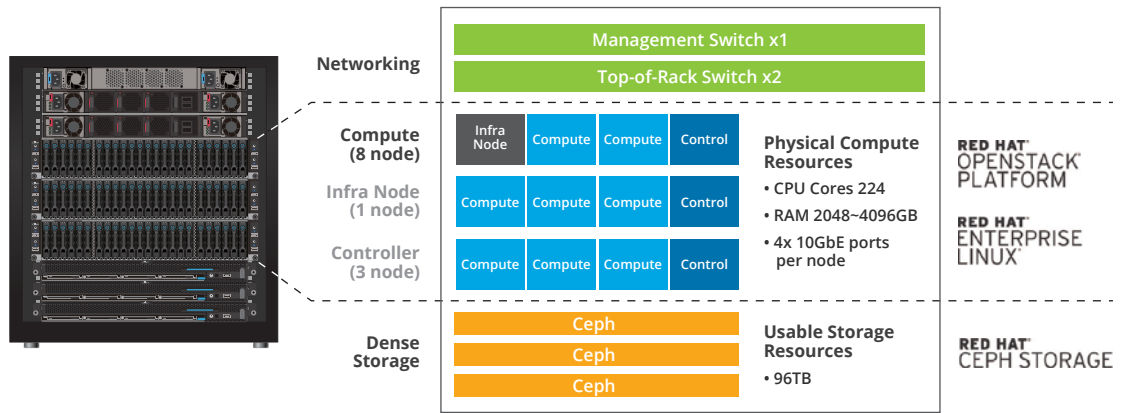 Networking
Management Switch x1
Top-of-Rack Switch x2
Compute
(8 node)
Infra Node
(1 node)
Controller
(3 node)
Infra
Node
Compute
Compute
Control
Compute
Compute
Compute
Control
Compute
Compute
Compute
Control
Physical Compute
Resources
• CPU Cores 224
• RAM 2048~4096GB
• 4x 10GbE ports
per node
RED HAT®
OPENSTACK®
PLATFORM
RED HAT®
ENTERPRISE
LINUX®
Dense
Storage
Ceph
Ceph
Ceph
Usable Storage
Resources
• 96TB
RED HAT®
CEPH STORAGE